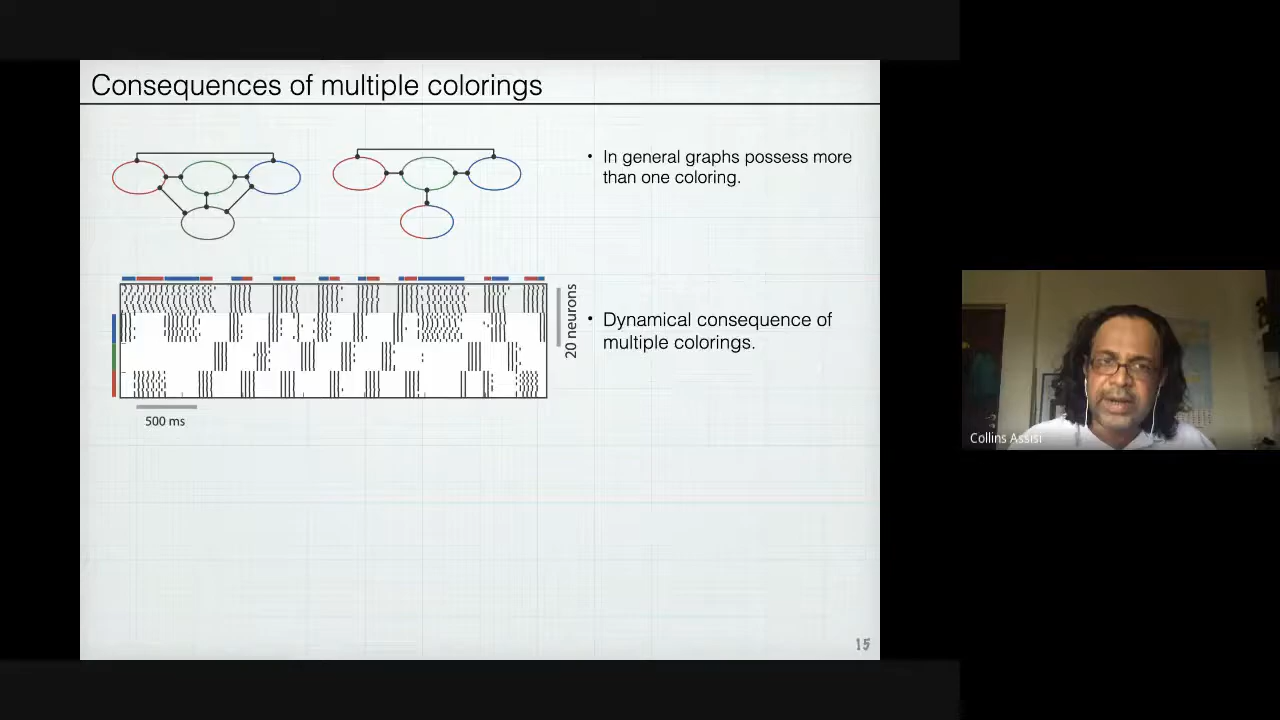 Consequences of multiple colorings
• In general graphs possess more
than one coloring.
20 neurons
• Dynamical consequence of
multiple colorings.
500 ms
Collins Assisi
15